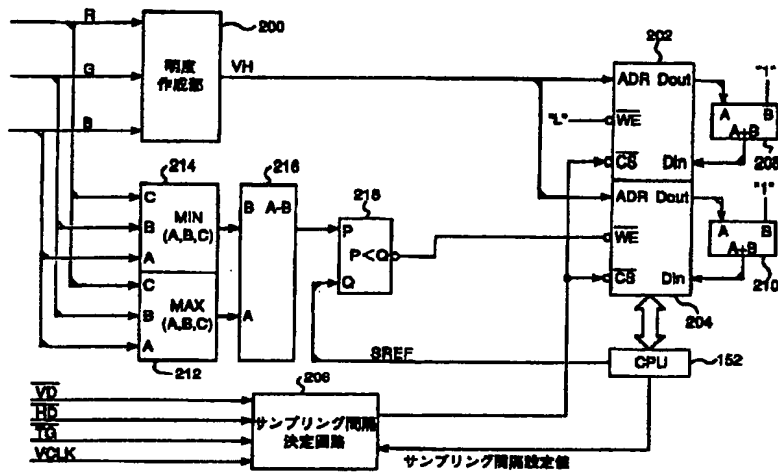 R
200
202
G
明度
作成部
VH
ADR Dout
"1"
"L"
WE
A B
A+B
208
B
CS Din
214
216
ADR Dout
"1"
C
B
A
MIN
(A,B,C)
B A-B
218
P
P<Q
Q
WE
A B
A+B
210
CS Din
C
B
A
MAX
(A,B,C)
A
204
212
SREF
CPU
152
206
VD
HD
TG
VCLK
サンプリング間隔
決定回路
サンプリング間隔設定値